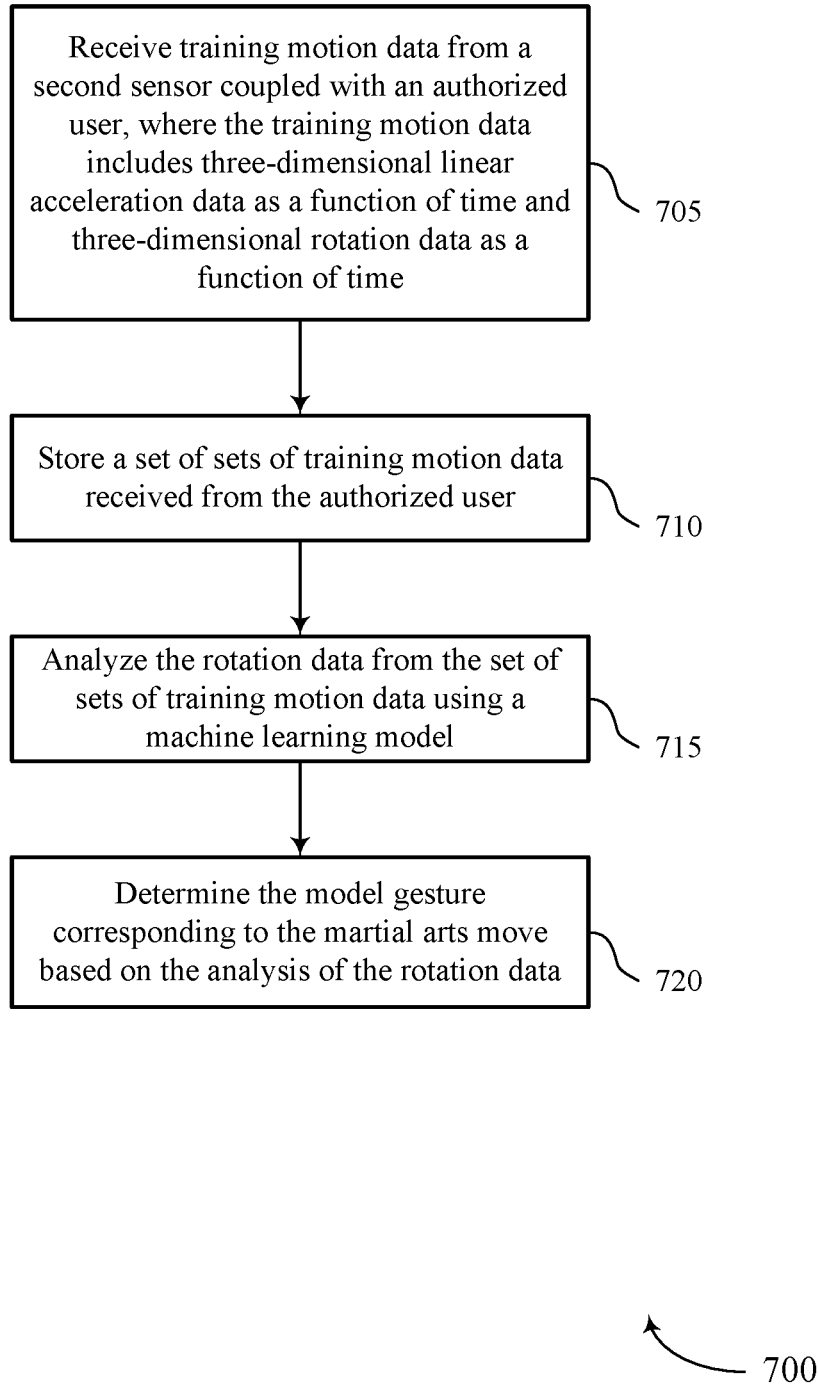 Receive training motion data from a
second sensor coupled with an authorized
user, where the training motion data
includes three-dimensional linear
acceleration data as a function of time and
three-dimensional rotation data as a
function of time
705
Store a set of sets of training motion data
received from the authorized user
710
Analyze the rotation data from the set of
sets of training motion data using a
machine learning model
715
Determine the model gesture
corresponding to the martial arts move
based on the analysis of the rotation data
720
700